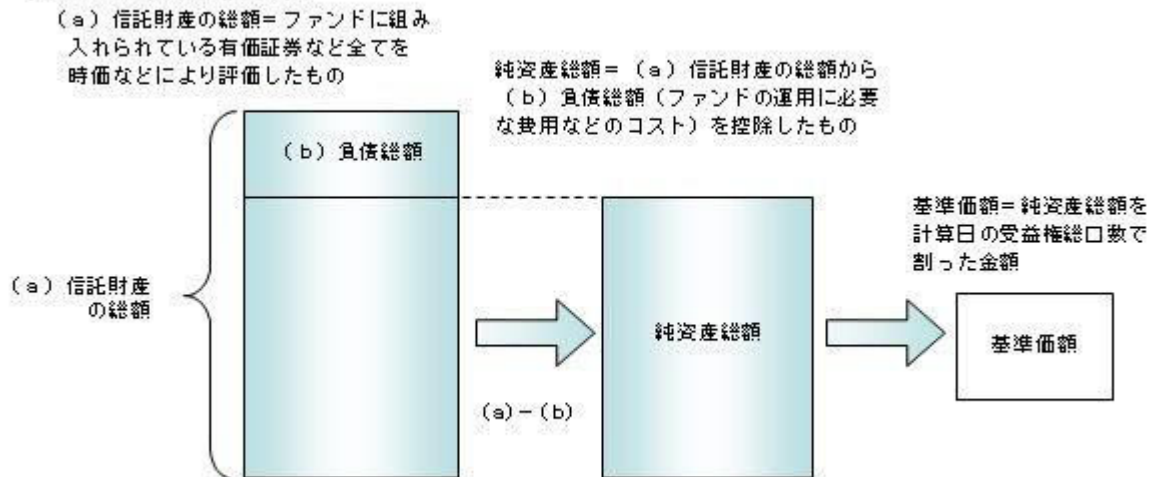 （a）信託財産の総額＝ファンドに組み
入れられている有価証券など全てを
時価などにより評価したもの
純資産総額＝（a）信託財産の総額から
（b）負債総額（ファンドの運用に必要
な費用などのコスト）を控除したもの
（b）負債総額
基準価額＝純資産総額を
計算日の受益権総口数で
割った金額
（a）信託財産
の総額
純資産総額
基準価額
(a)－(b)